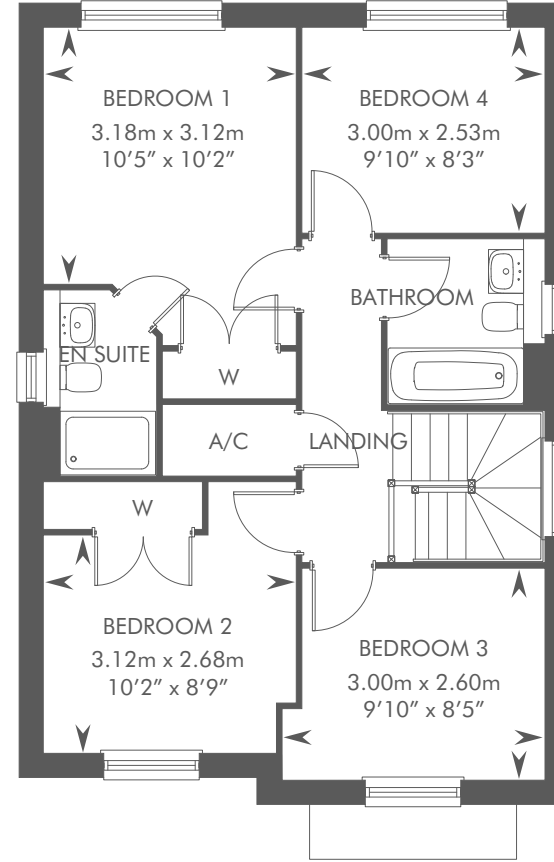 BEDROOM 1
3.18m x 3.12m
10’5” x 10’2”
BEDROOM 4
3.00m x 2.53m
9’10” x 8’3”
BATHROOM
EN SUITE
W
A/C
LANDING
W
BEDROOM 2
3.12m x 2.68m
10’2” x 8’9”
BEDROOM 3
3.00m x 2.60m
9’10” x 8’5”